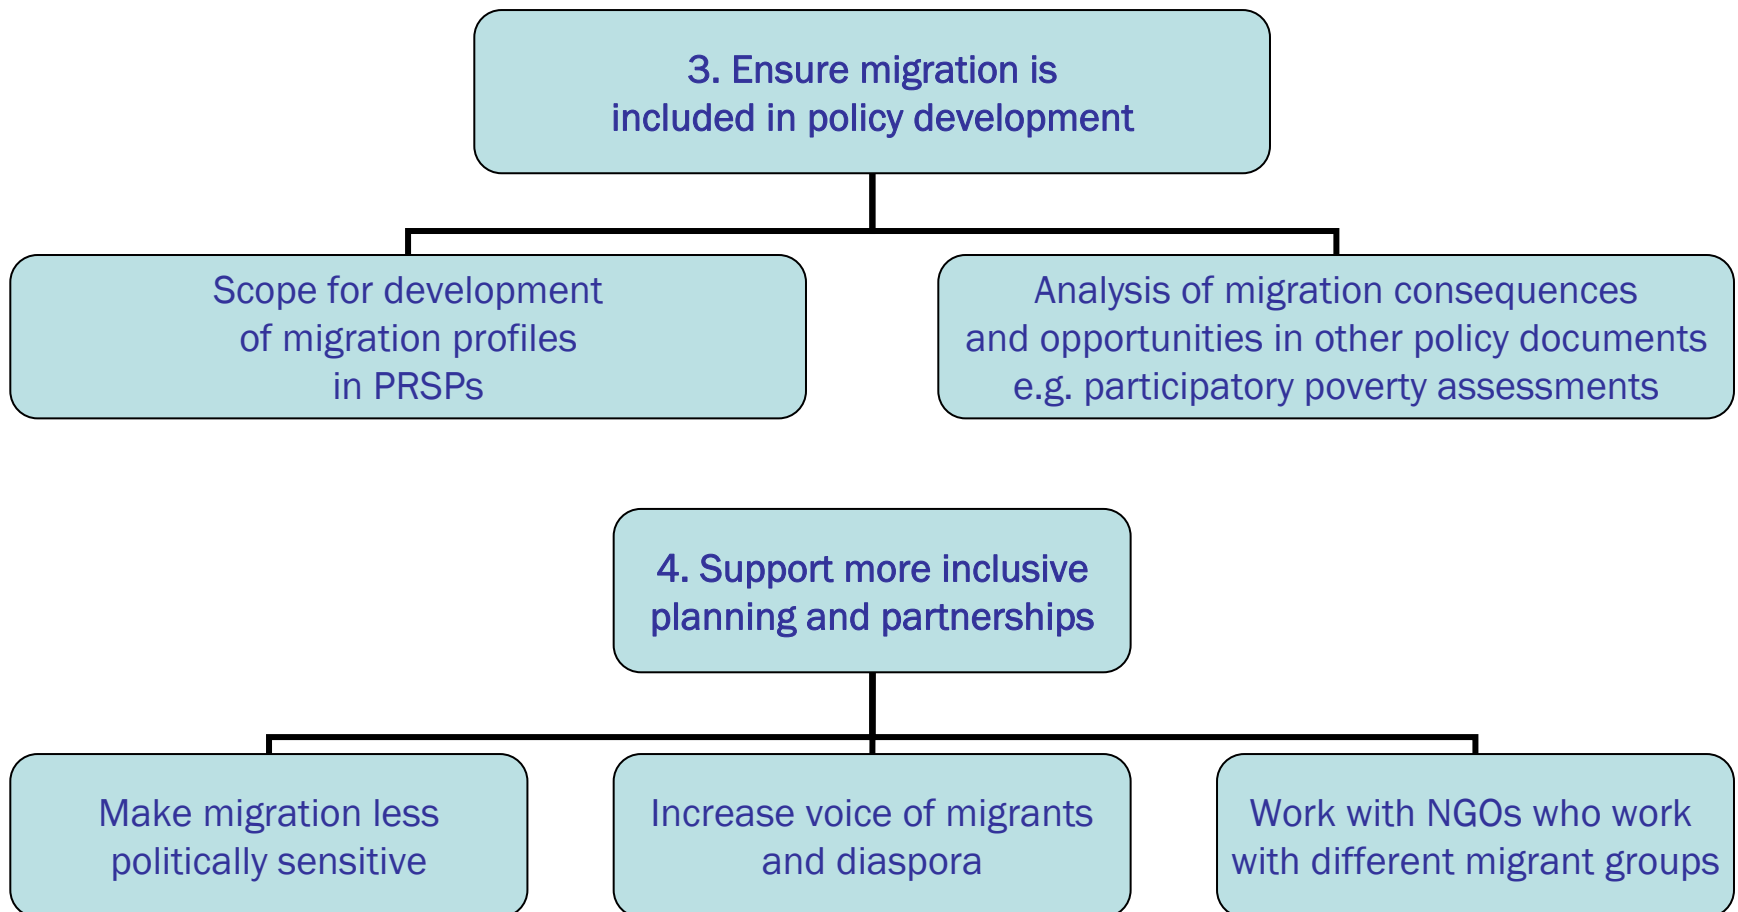 3. Ensure migration is
included in policy development
Scope for development
of migration profiles
in PRSPs
Analysis of migration consequences
and opportunities in other policy documents
e.g. participatory poverty assessments
4. Support more inclusive
planning and partnerships
Make migration less
politically sensitive
Increase voice of migrants
and diaspora
Work with NGOs who work
with different migrant groups